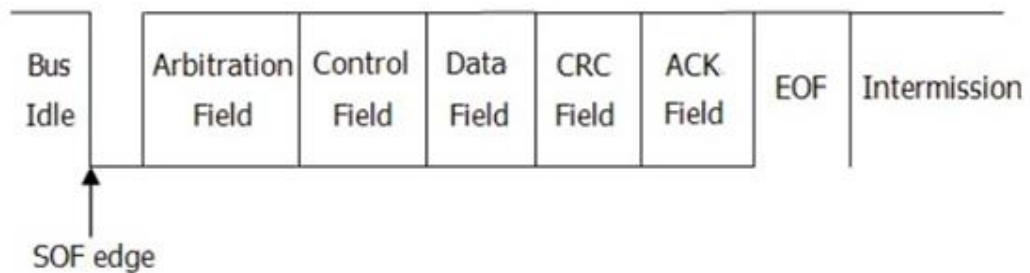 Bus
Idle
Arbitration
Field
Control
Field
Data
Field
CRC
Field
ACK
Field
EOF
Intermission
SOF edge